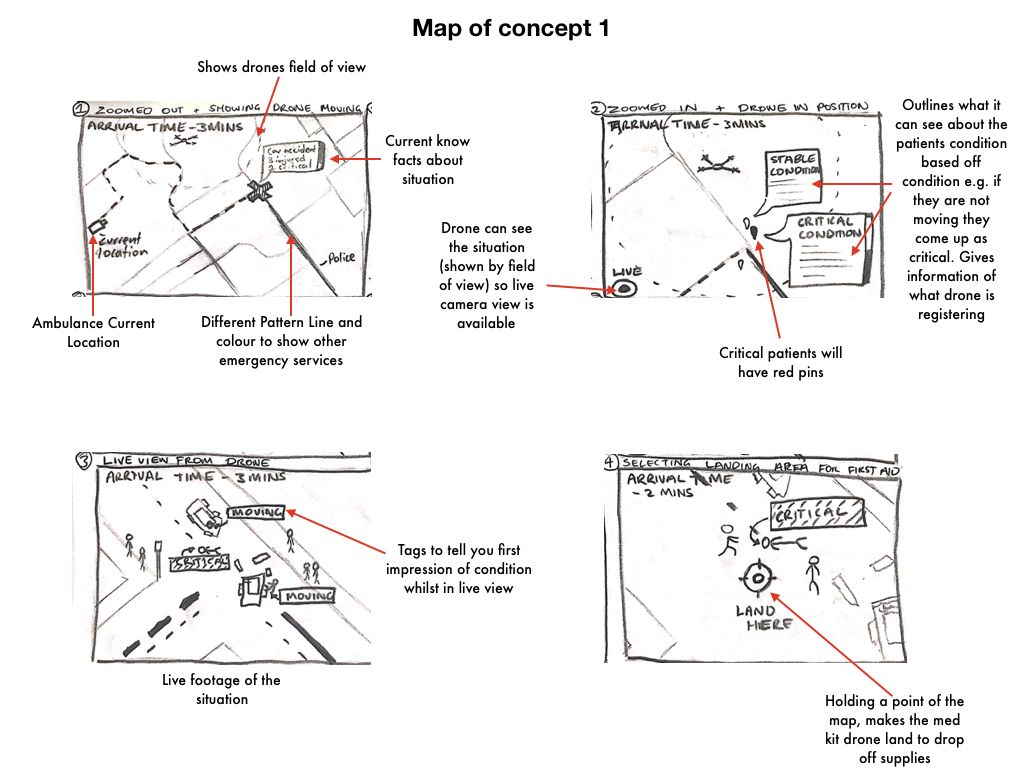 Map of concept 1
Shows drones field of view
① ZOOMED OUT + SHOWING DRONE MOVING
ARRIVAL TIME - 3MINS
Car accident
3 injured
2 critical
Current
location
Police
Current know
facts about
situation
Ambulance Current
Location
Different Pattern Line and
colour to show other
emergency services
② ZOOMED IN + DRONE IN POSITION
ARRIVAL TIME - 3MINS
STABLE
CONDITION
CRITICAL
CONDITION
LIVE
Outlines what it
can see about the
patients condition
based off
condition e.g. if
they are not
moving they
come up as
critical. Gives
information of
what drone is
registering
Drone can see
the situation
(shown by field
of view) so live
camera view is
available
Critical patients will
have red pins
③ LIVE VIEW FROM DRONE
ARRIVAL TIME - 3MINS
MOVING
CRITICAL
MOVING
Tags to tell you first
impression of condition
whilst in live view
Live footage of the
situation
4 SELECTING LANDING AREA FOR FIRST AID
ARRIVAL TIME
- 2 MINS
CRITICAL
LAND
HERE
Holding a point of the
map, makes the med
kit drone land to drop
off supplies